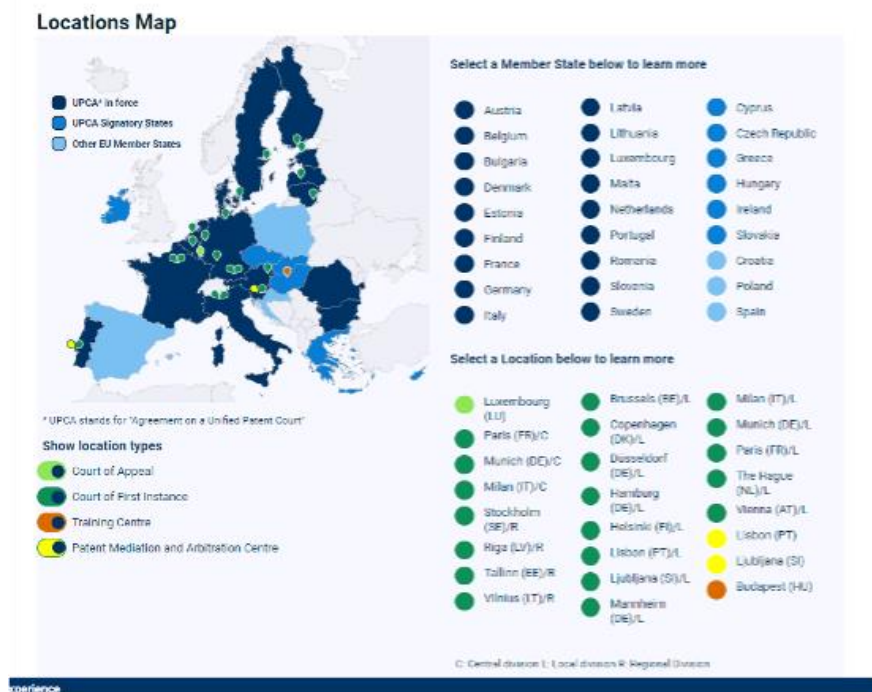 Locations Map
UPCA* in force
UPCA Signatory States
Other EU Member States
* UPCA stands for "Agreement on a Unified Patent Court"
Show location types
Court of Appeal
Court of First Instance
Training Centre
Patent Mediation and Arbitration Centre
Select a Member State below to learn more
Austria
Belgium
Bulgaria
Denmark
Estonia
Finland
France
Germany
Italy
Latvia
Lithuania
Luxembourg
Malta
Netherlands
Portugal
Romania
Slovenia
Sweden
Cyprus
Czech Republic
Greece
Hungary
Ireland
Slovakia
Croatia
Poland
Spain
Select a Location below to learn more
Luxembourg
(LU)
Paris (FR)/C
Munich (DE)/C
Milan (IT)/C
Stockholm
(SE)/R
Riga (LV)/R
Tallinn (EE)/R
Vilnius (LT)/R
Brussels (BE)/L
Copenhagen
(DK)/L
Dusseldorf
(DE)/L
Hamburg
(DE)/L
Helsinki (FI)/L
Lisbon (PT)/L
Ljubljana (SI)/L
Mannheim
(DE)/L
Milan (IT)/L
Munich (DE)/L
Paris (FR)/L
The Hague
(NL)/L
Vienna (AT)/L
Lisbon (PT)
Ljubljana (SI)
Budapest (HU)
C: Central division L: Local division R: Regional Division
xperience